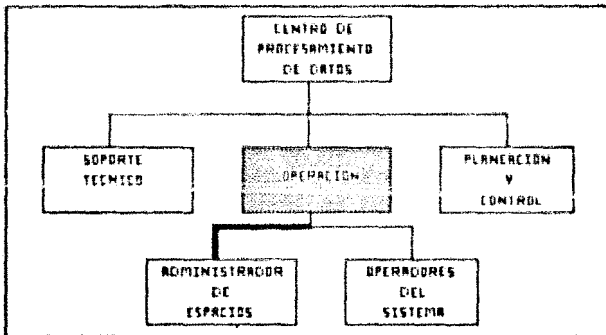 CENTRO DE
PROCESAMIENTO
DE DATOS
SOPORTE
TECNICO
OPERACION
PLANEACION
Y
CONTROL
ADMINISTRADOR
DE
ESPACIOS
OPERADORES
DEL
SISTEMA